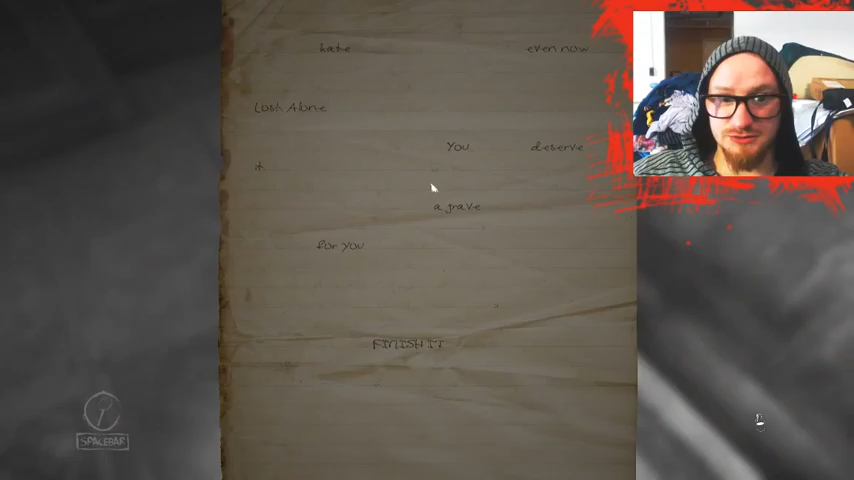 hate even now
Lost Alone
You deserve
it
a grave
for you
FINISH IT
SPACEBAR